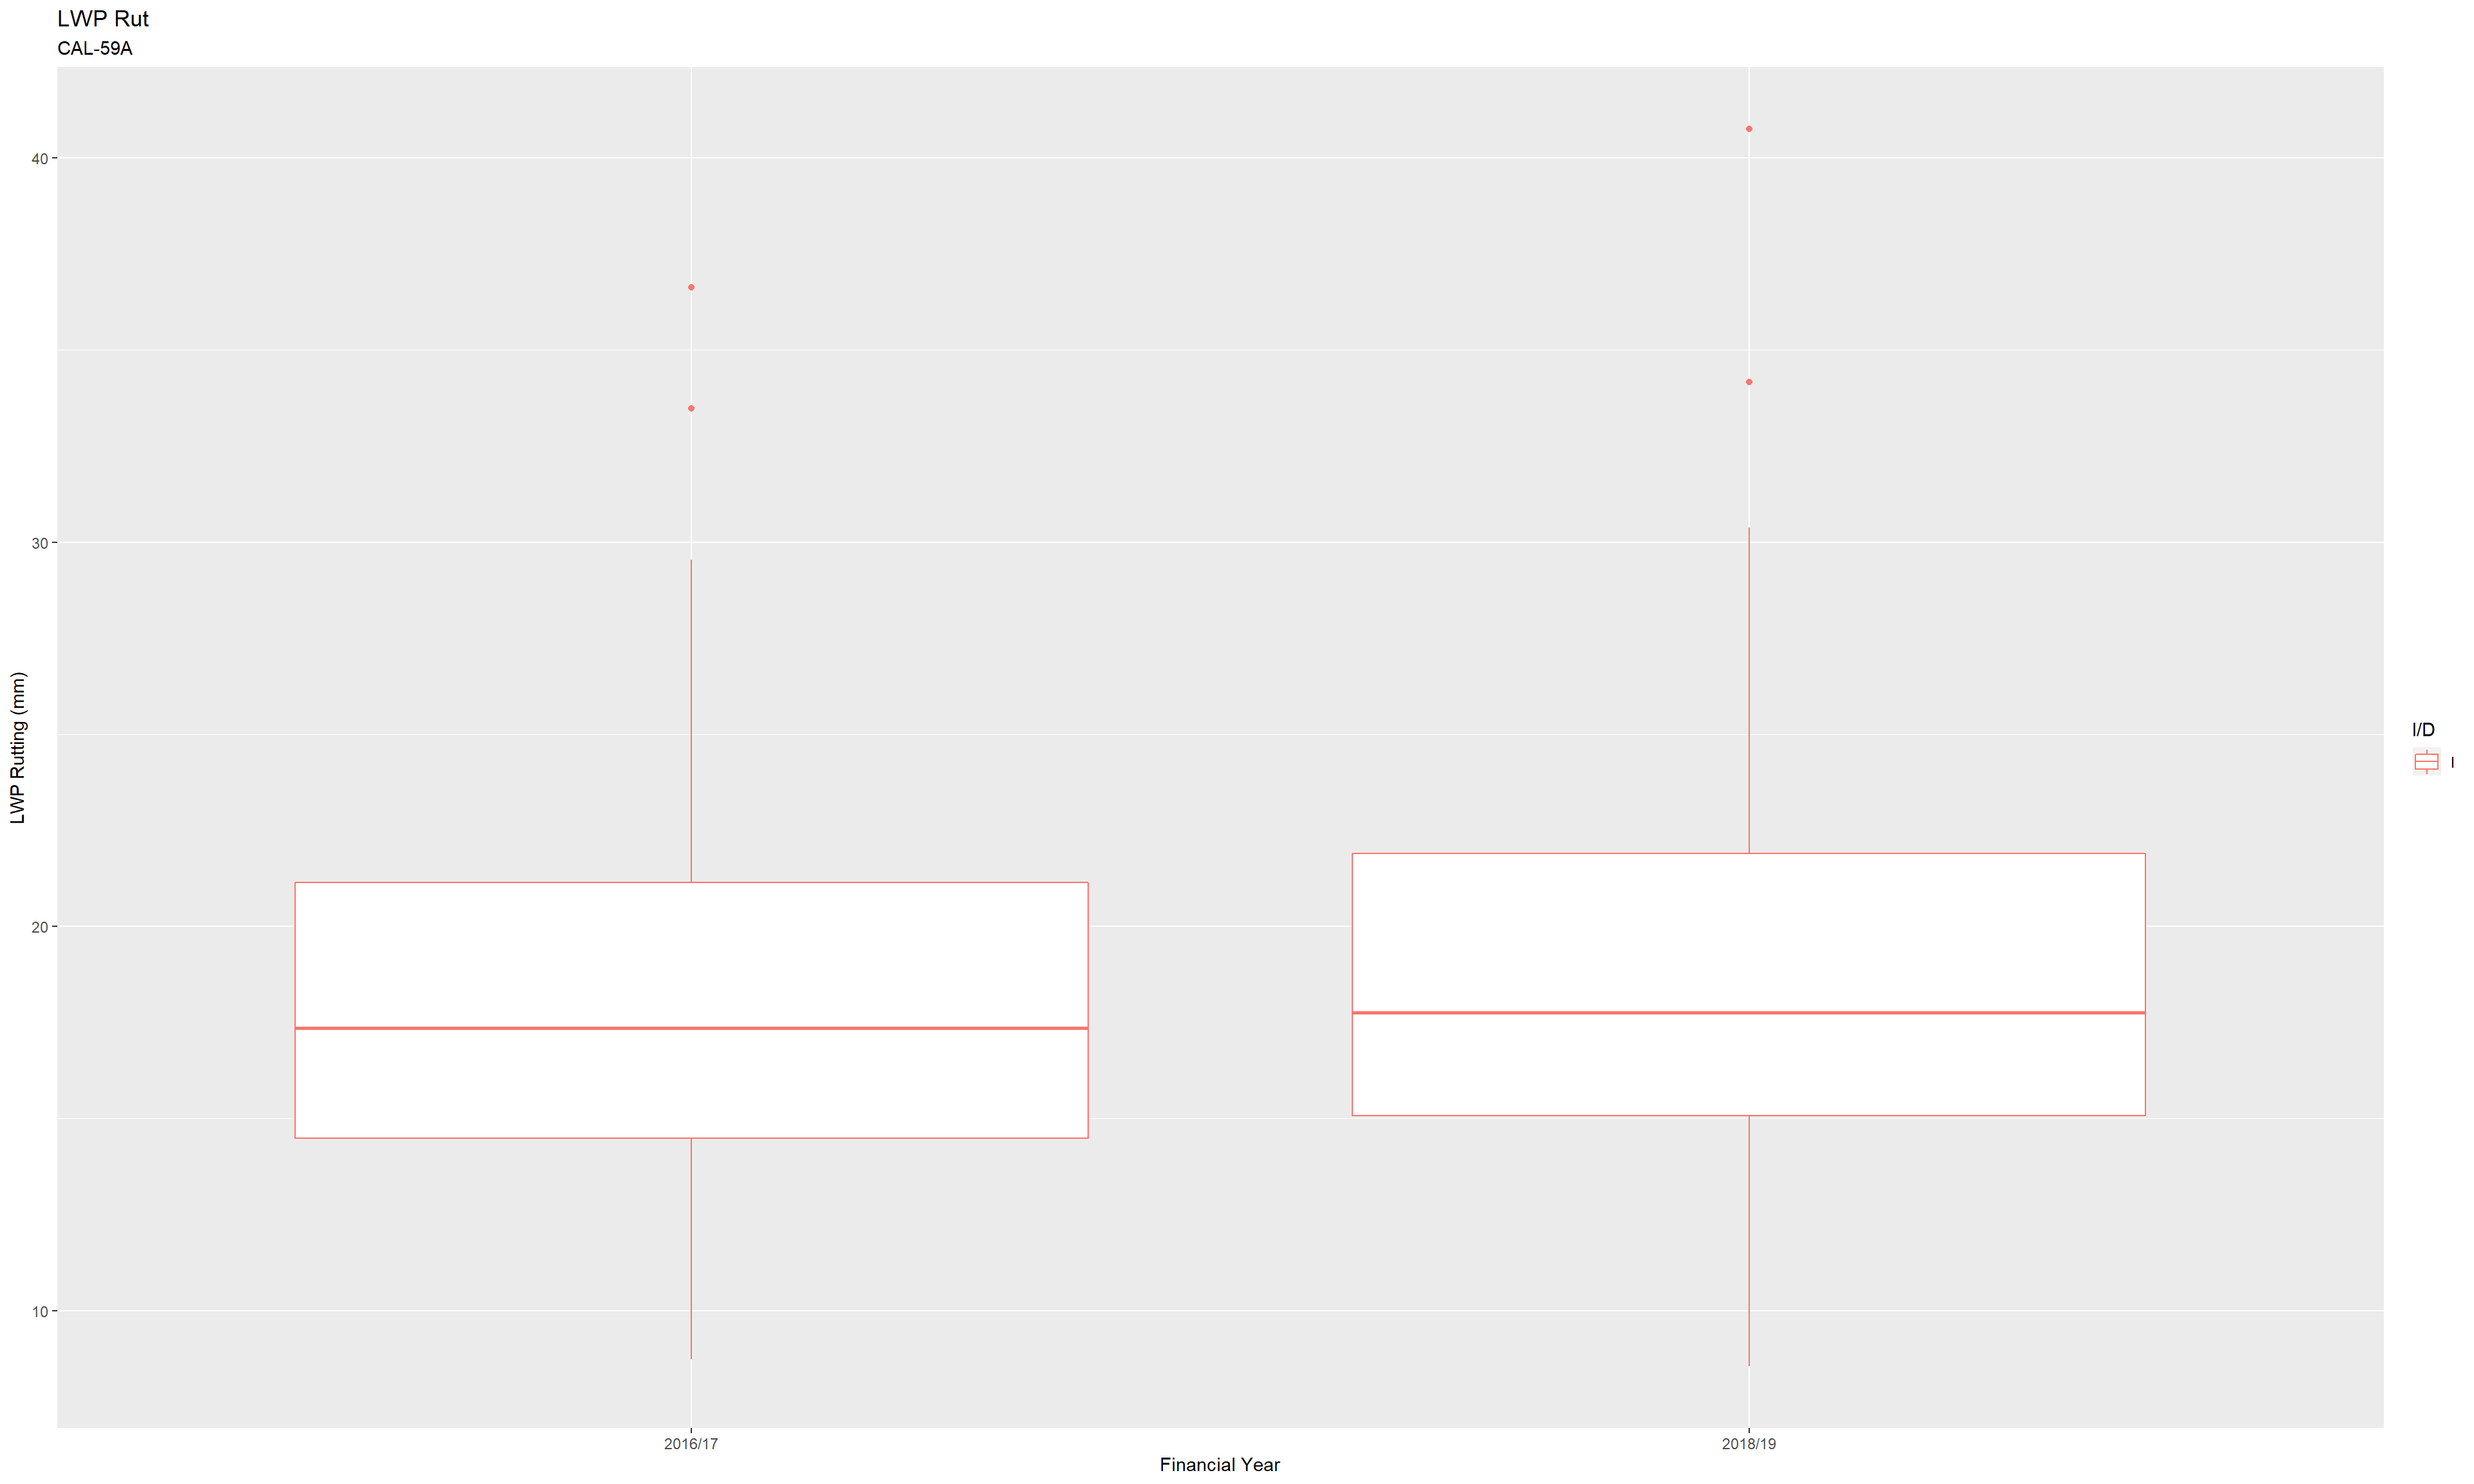 LWP Rut
CAL-59A
LWP Rutting (mm)
40
30
20
10
2016/17
2018/19
Financial Year
I/D
I